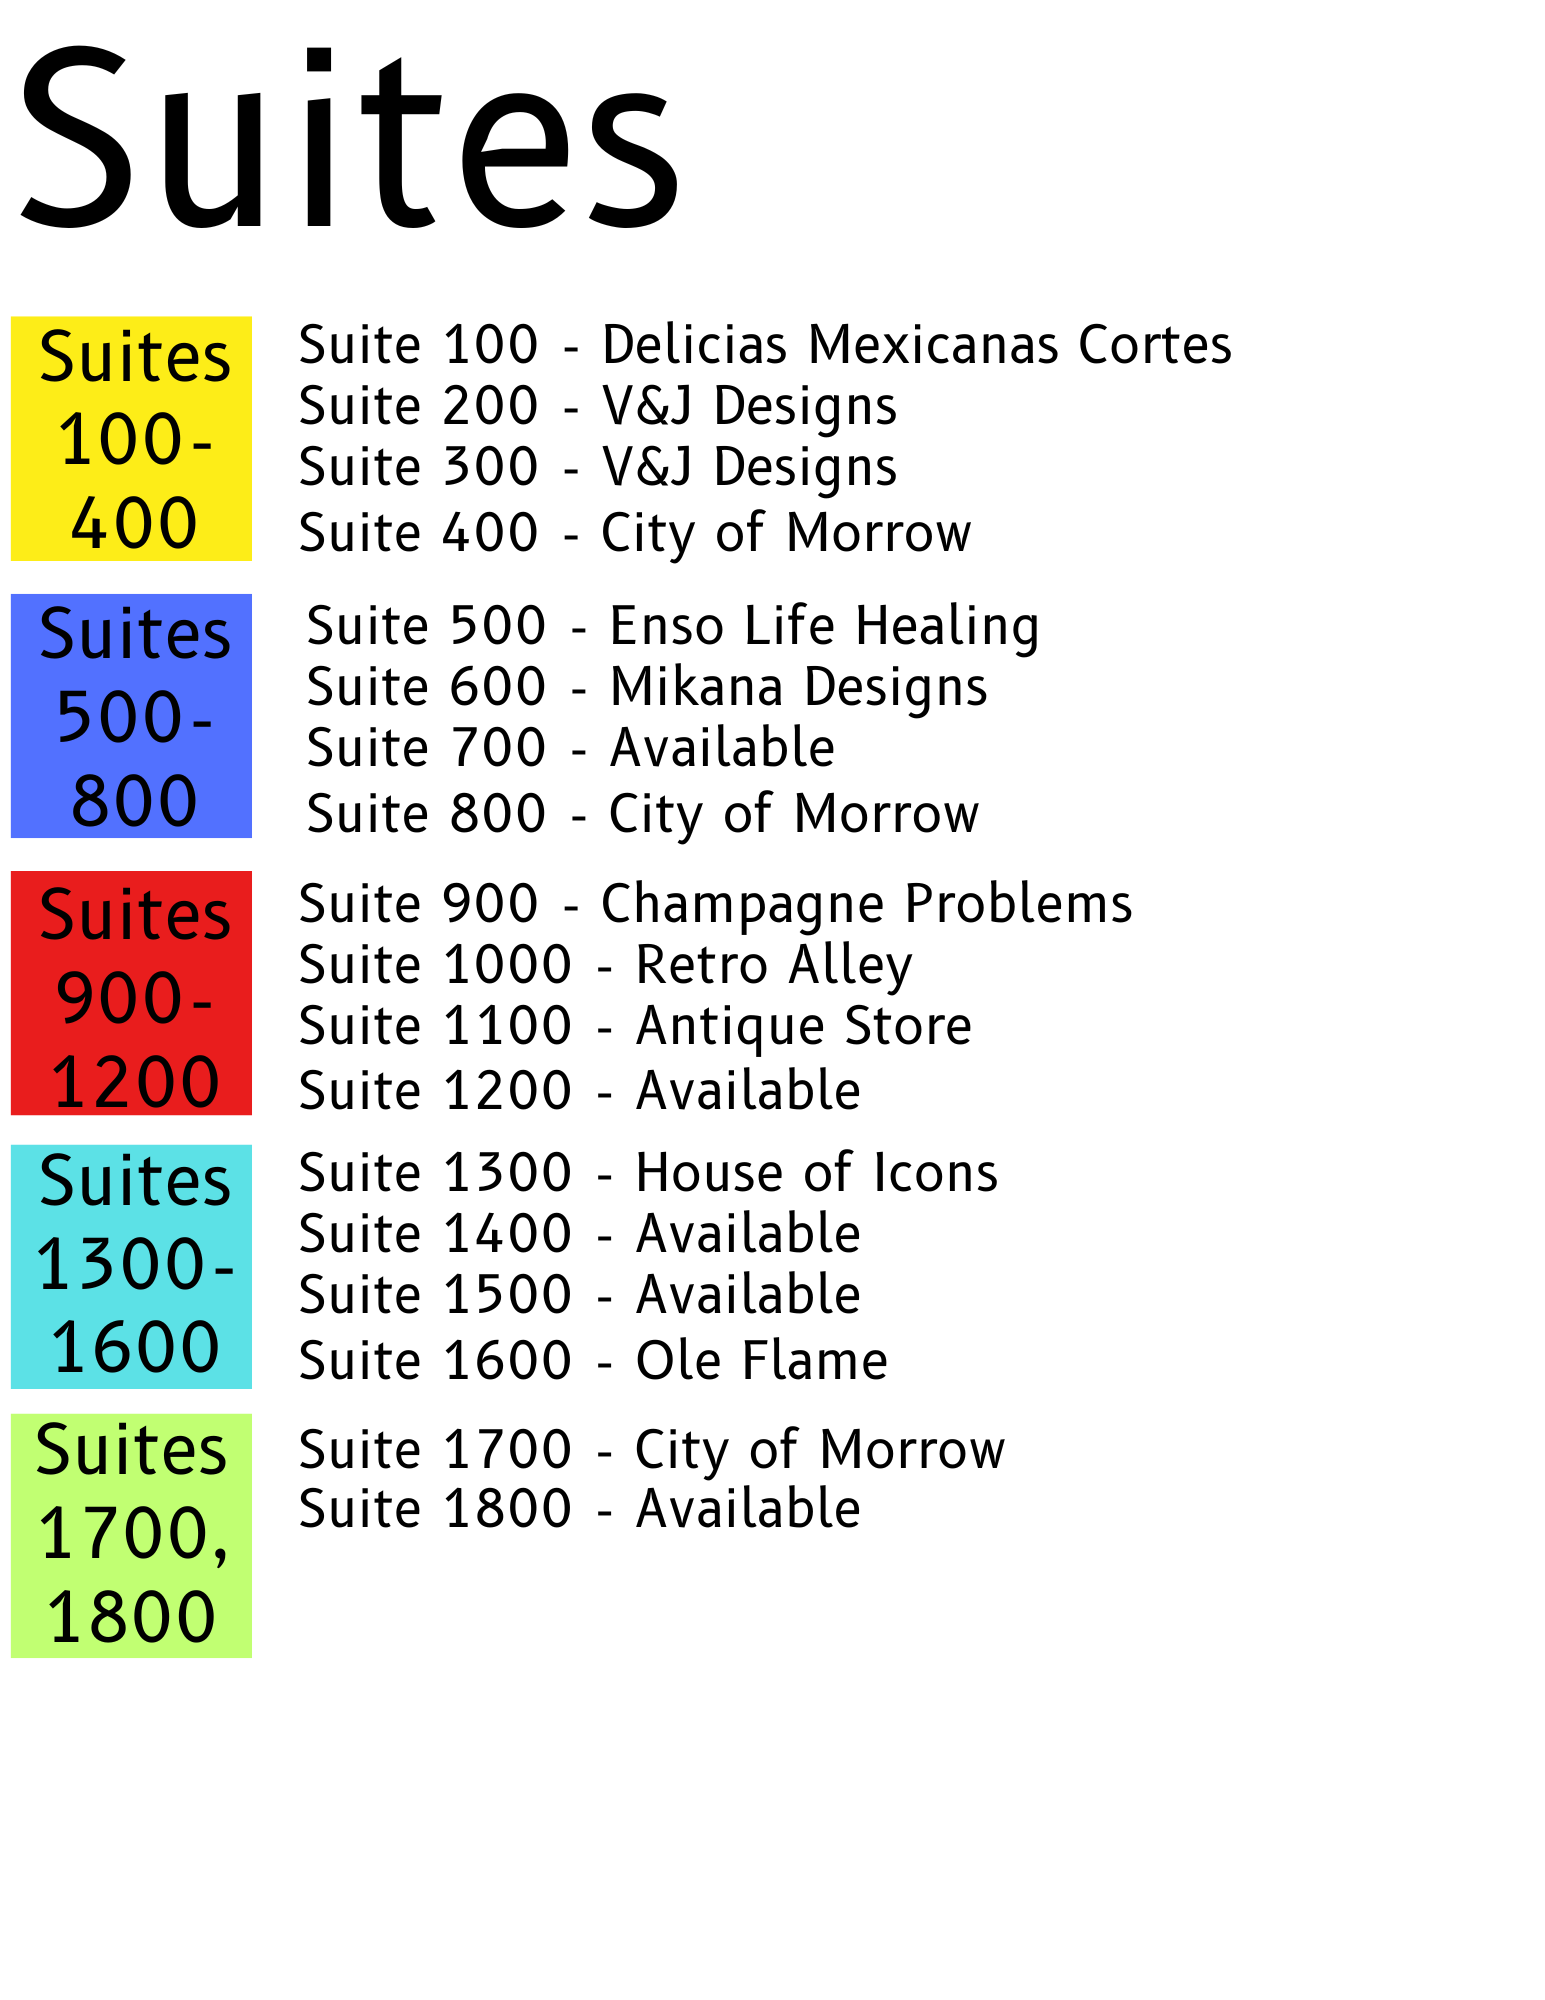 Suites
Suites
100-
400
Suite 100 - Delicias Mexicanas Cortes
Suite 200 - V&J Designs
Suite 300 - V&J Designs
Suite 400 - City of Morrow
Suites
500-
800
Suite 500 - Enso Life Healing
Suite 600 - Mikana Designs
Suite 700 - Available
Suite 800 - City of Morrow
Suites
900-
1200
Suite 900 - Champagne Problems
Suite 1000 - Retro Alley
Suite 1100 - Antique Store
Suite 1200 - Available
Suites
1300-
1600
Suite 1300 - House of Icons
Suite 1400 - Available
Suite 1500 - Available
Suite 1600 - Ole Flame
Suites
1700,
1800
Suite 1700 - City of Morrow
Suite 1800 - Available